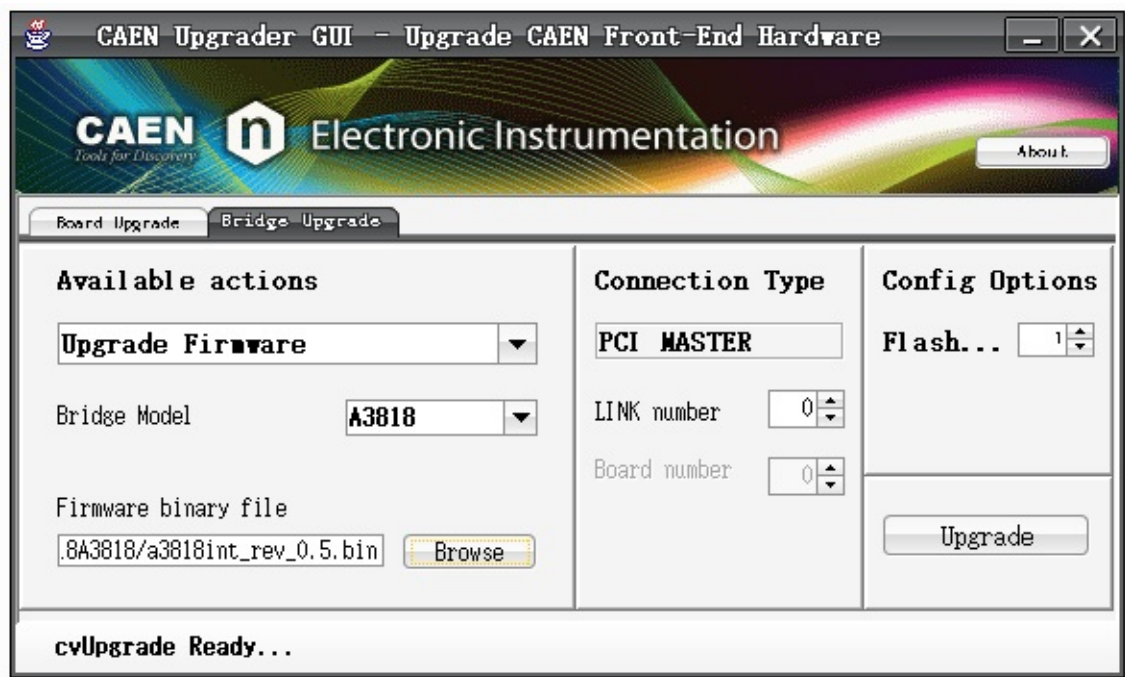 CAEN Upgrader GUI - Upgrade CAEN Front-End Hardware
CAEN n Electronic Instrumentation
Tools for Discovery
About
Board Upgrade Bridge Upgrade
Available actions
Upgrade Firmware
Bridge Model A3818
Firmware binary file
.8A3818/a3818int_rev_0.5.bin Browse
Connection Type
PCI MASTER
LINK number 0
Board number 0
Config Options
Flash... 1
Upgrade
cvUpgrade Ready...